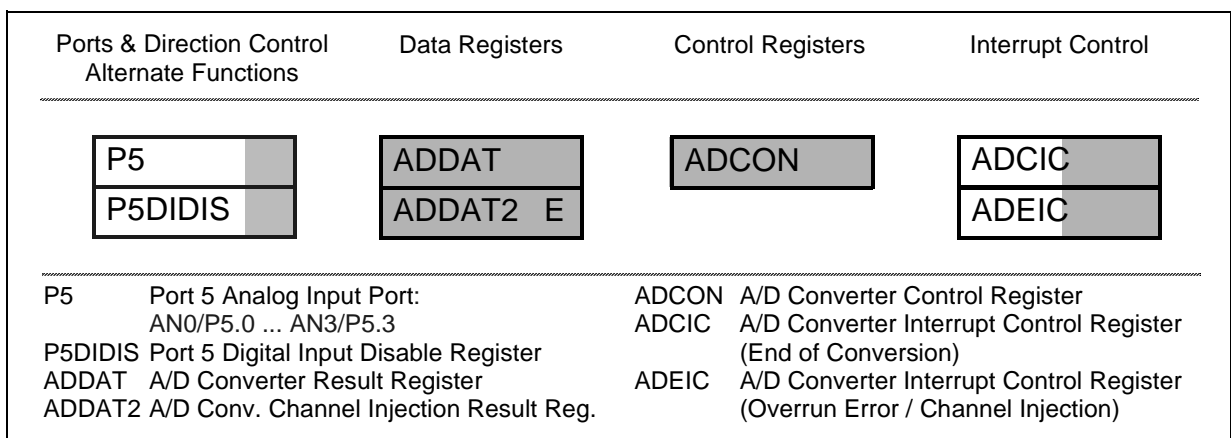 Ports & Direction Control
Alternate Functions
Data Registers
Control Registers
Interrupt Control
P5
P5DIDIS
ADDAT
ADDAT2 E
ADCON
ADCIC
ADEIC
P5 Port 5 Analog Input Port:
AN0/P5.0 ... AN3/P5.3
P5DIDIS Port 5 Digital Input Disable Register
ADDAT A/D Converter Result Register
ADDAT2 A/D Conv. Channel Injection Result Reg.
ADCON A/D Converter Control Register
ADCIC A/D Converter Interrupt Control Register
(End of Conversion)
ADEIC A/D Converter Interrupt Control Register
(Overrun Error / Channel Injection)